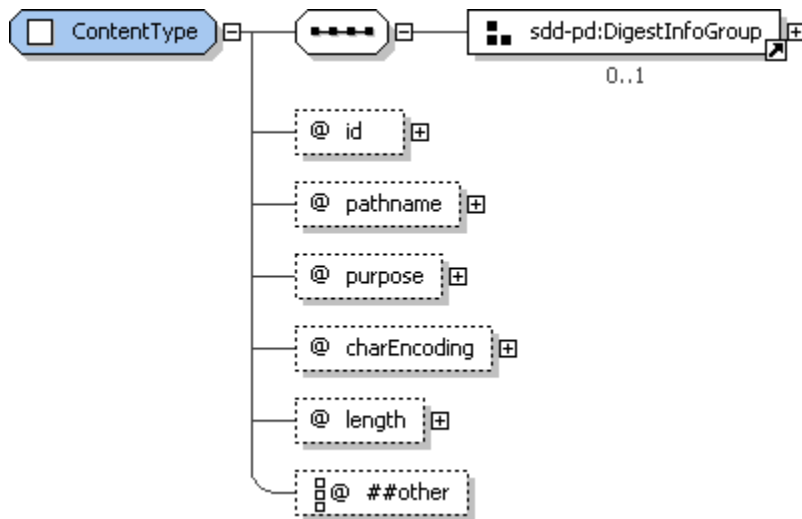 ContentType
sdd-pd:DigestInfoGroup
0..1
@ id
@ pathname
@ purpose
@ charEncoding
@ length
@ ##other